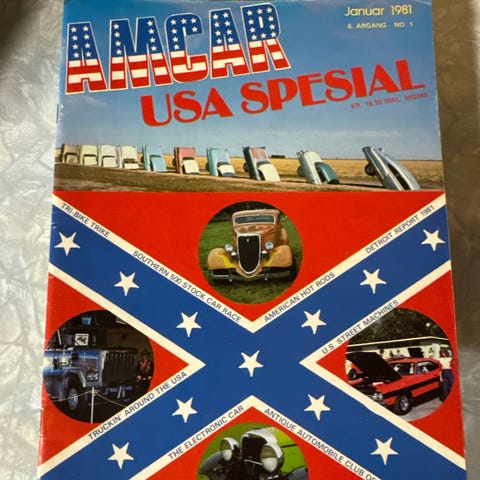 AMCAR
Januar 1981
6. ÅRGANG NO. 1
USA SPESIAL
KR. 19,50 INKL. MOMS
TRI-BIKE TRIKE
SOUTHERN 500 STOCK CAR RACE
AMERICAN HOT RODS
DETROIT REPORT 1981
TRUCKIN' AROUND THE USA
U.S. STREET MACHINES
THE ELECTRONIC CAR
ANTIQUE AUTOMOBILE CLUB OF